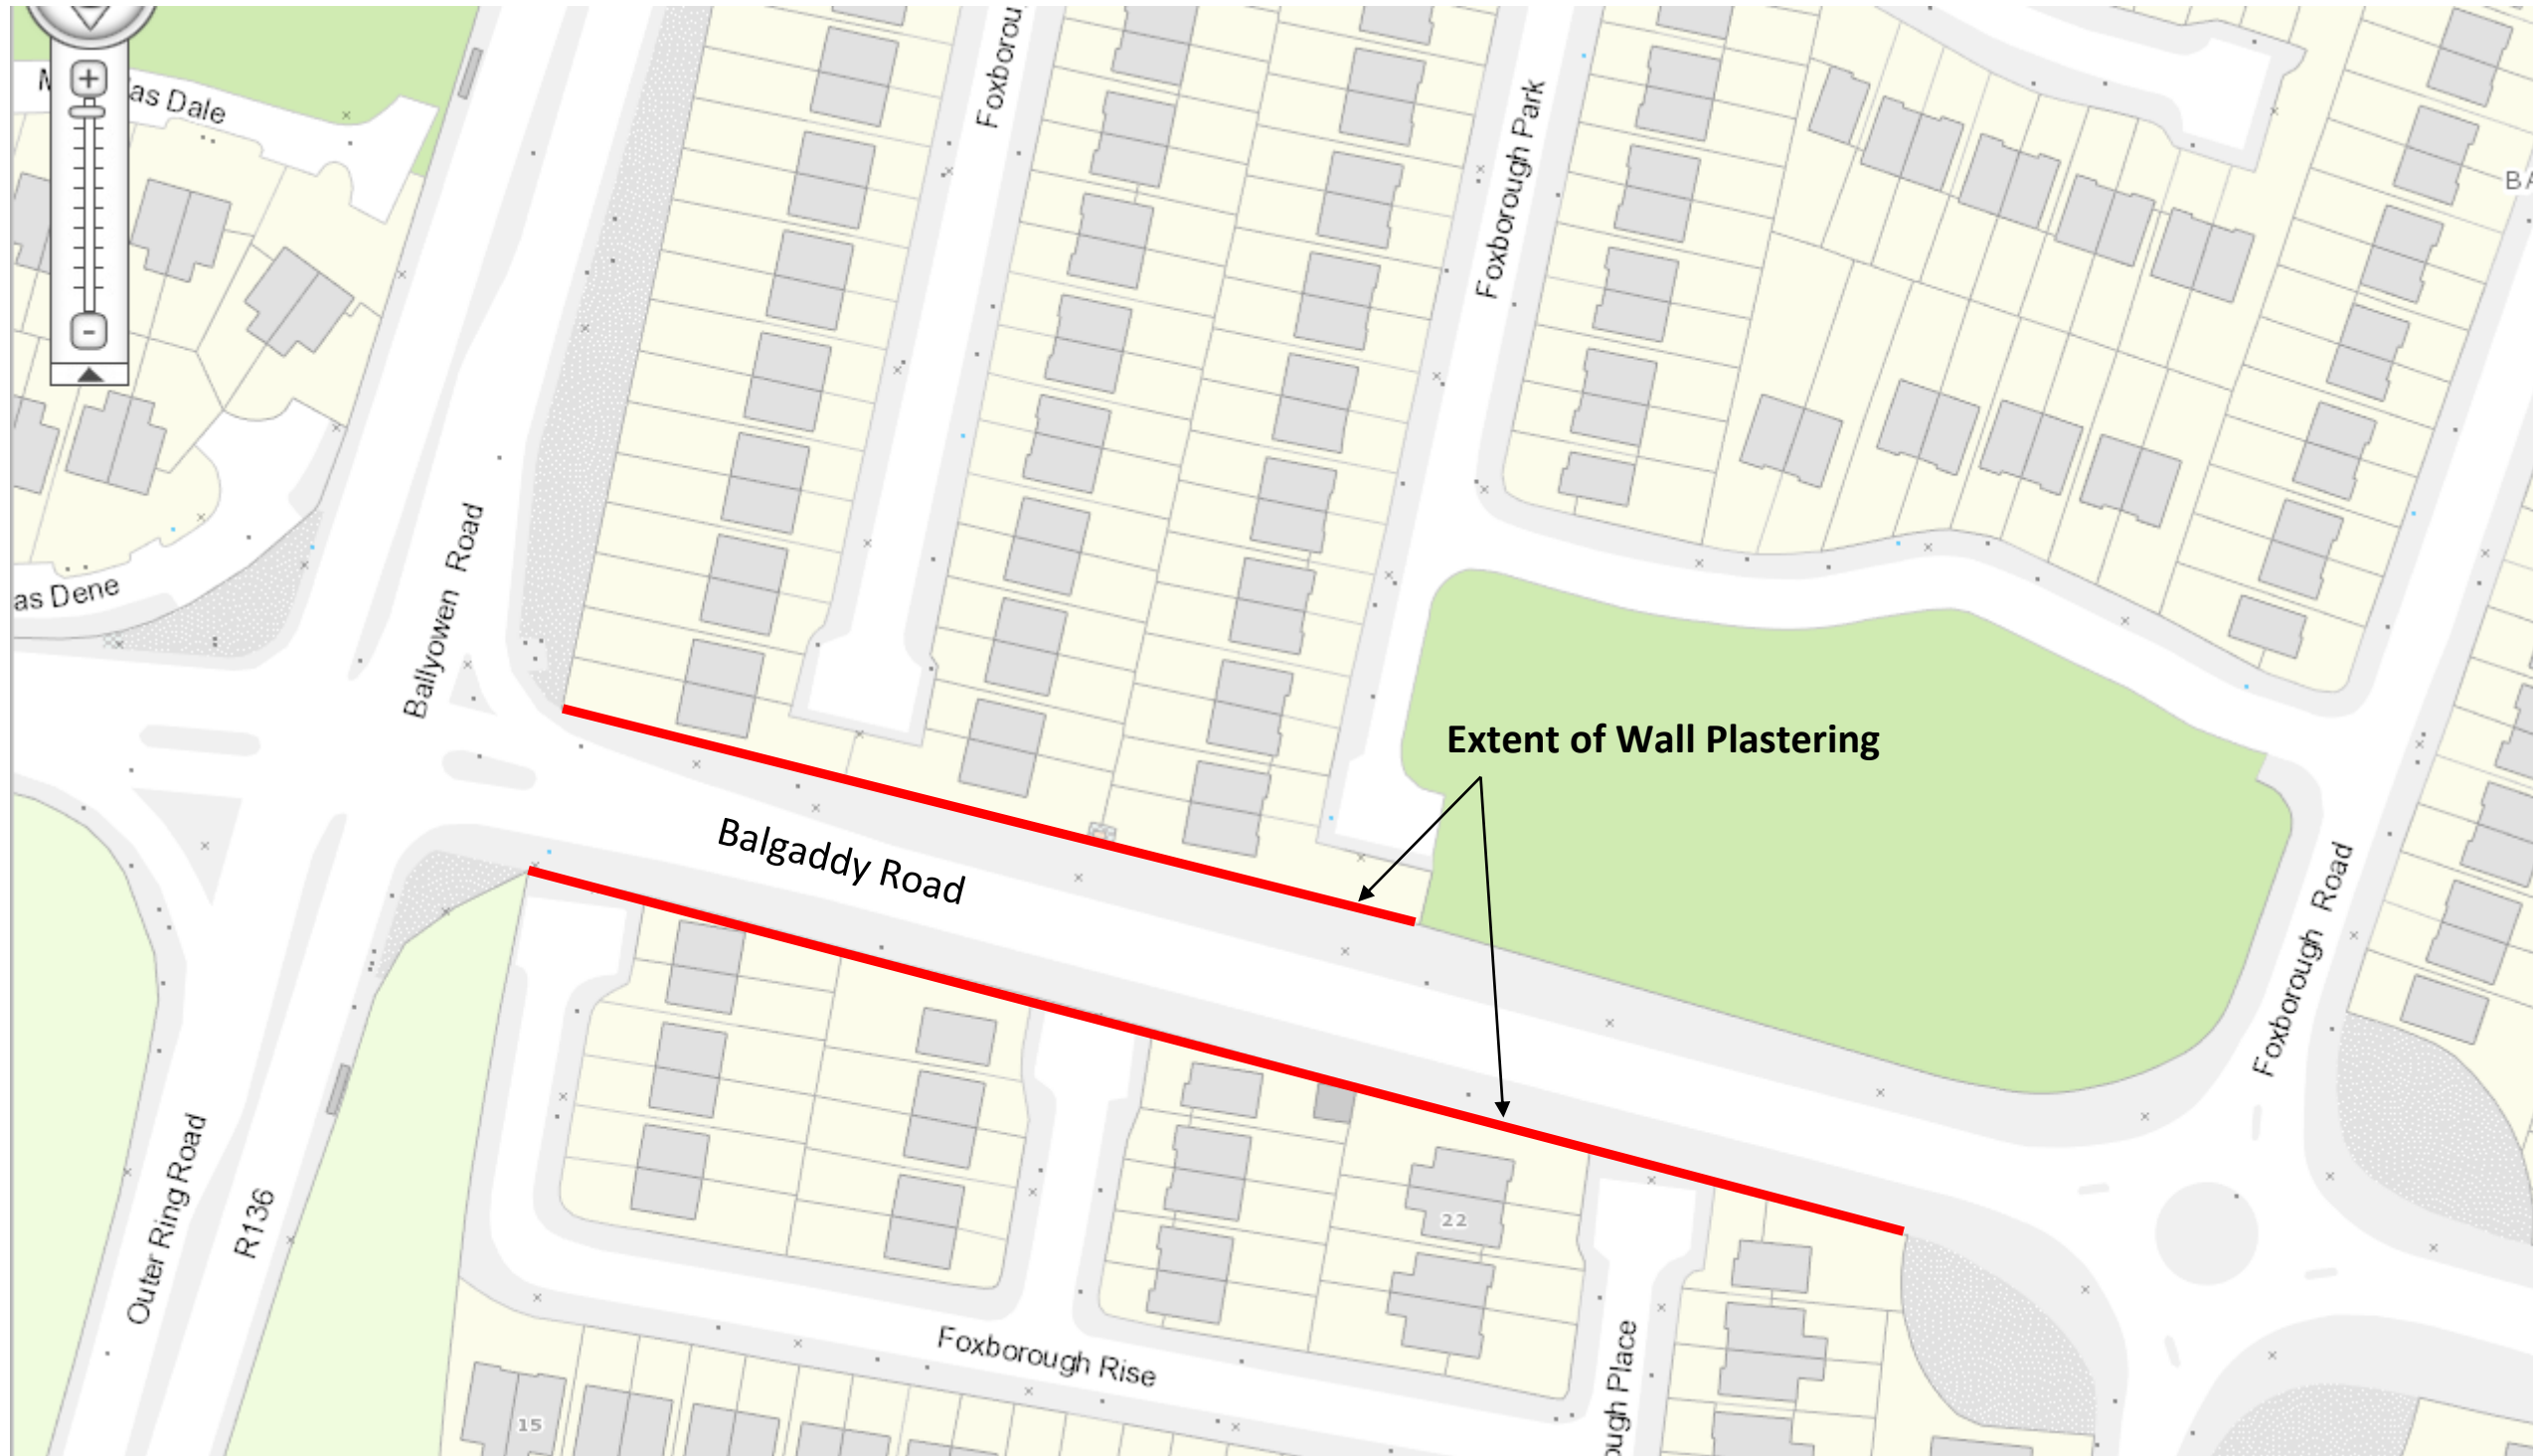 Foxborou
as Dale
Foxborough Park
BA
Ballyowen Road
as Dene
Extent of Wall Plastering
Balgaddy Road
Foxborough Road
Outer Ring Road
R136
22
Foxborough Rise
ough Place
15